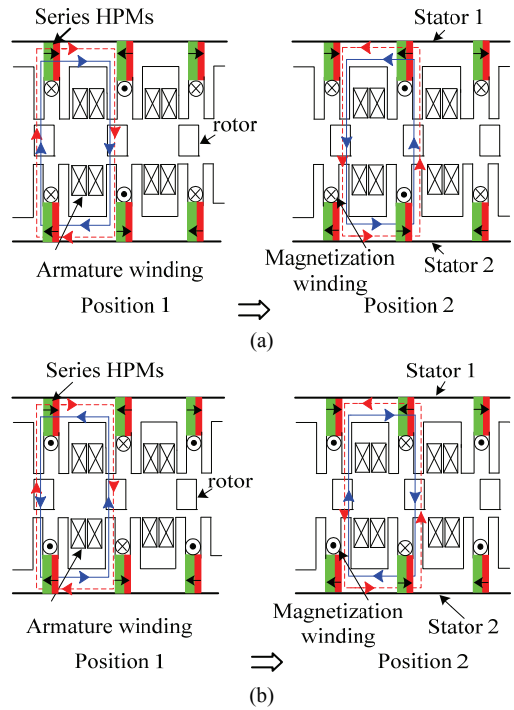 Series HPMs
Stator 1
rotor
Armature winding
Magnetization
winding
Stator 2
Position 1
Position 2
(a)
Series HPMs
Stator 1
rotor
Armature winding
Magnetization
winding
Stator 2
Position 1
Position 2
(b)